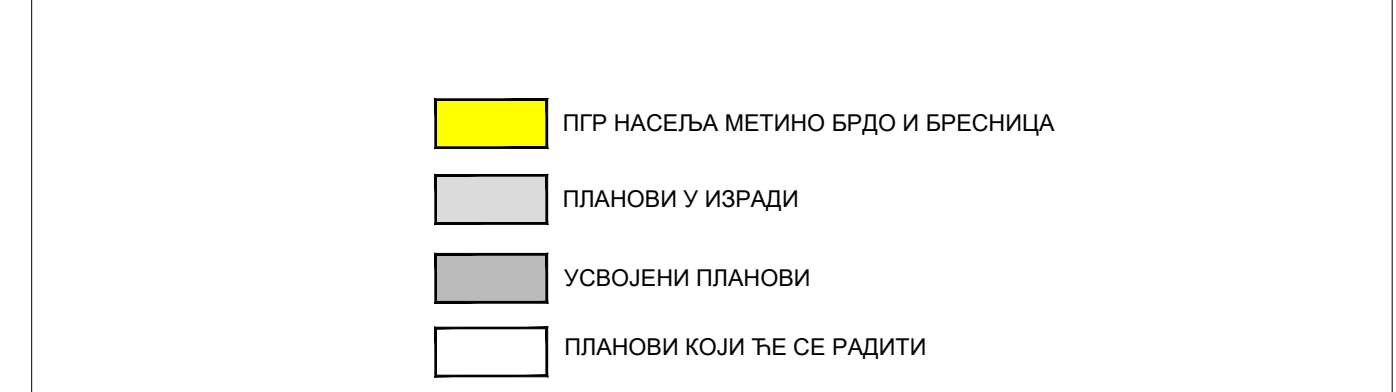 ПГР НАСЕЉА МЕТИНО БРДО И БРЕСНИЦА
ПЛАНОВИ У ИЗРАДИ
УСВОЈЕНИ ПЛАНОВИ
ПЛАНОВИ КОЈИ ЋЕ СЕ РАДИТИ